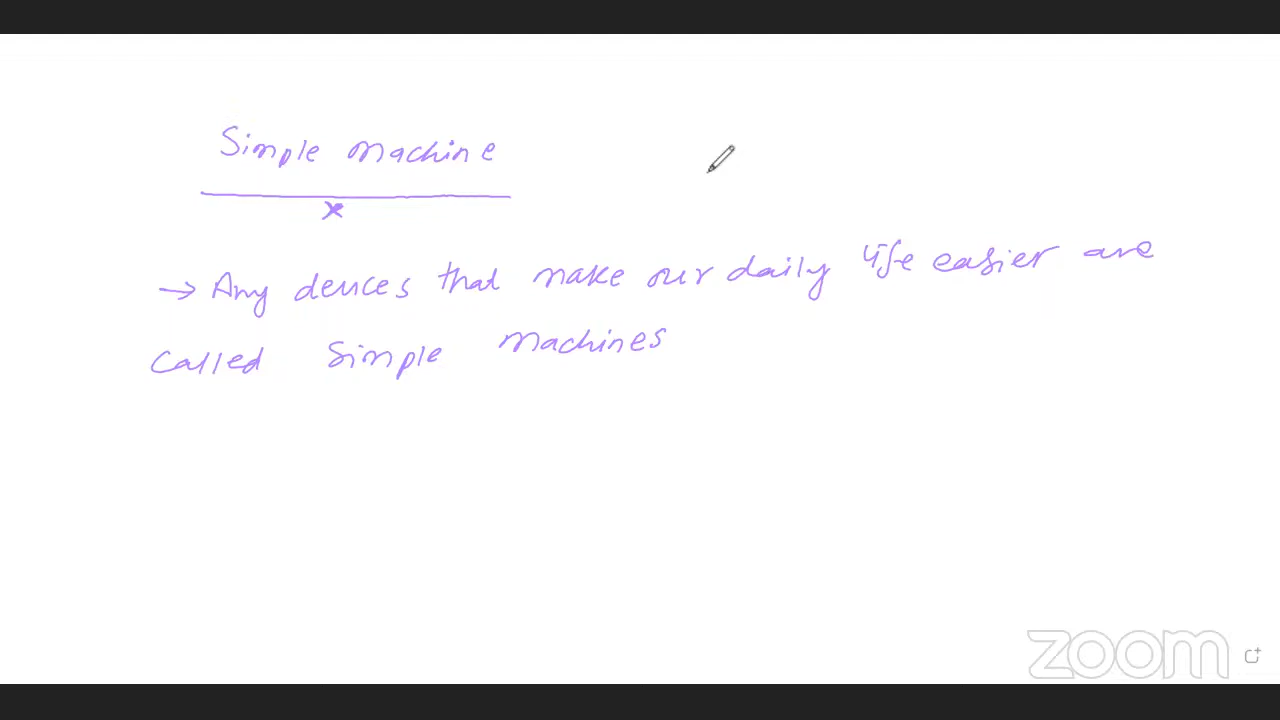 Simple Machine
→ Any devices that make our daily life easier are
called simple machines
zoom